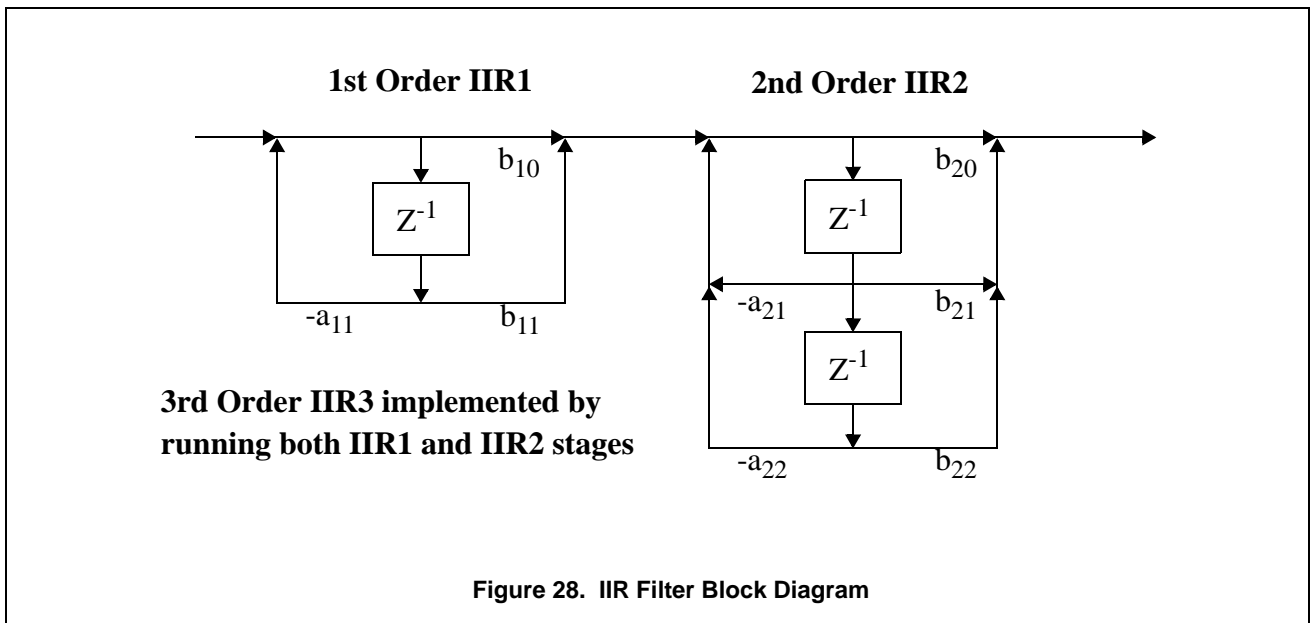 1st Order IIR1
2nd Order IIR2
b10
b20
Z-1
Z-1
-a11
b11
-a21
b21
Z-1
3rd Order IIR3 implemented by
running both IIR1 and IIR2 stages
-a22
b22
Figure 28. IIR Filter Block Diagram